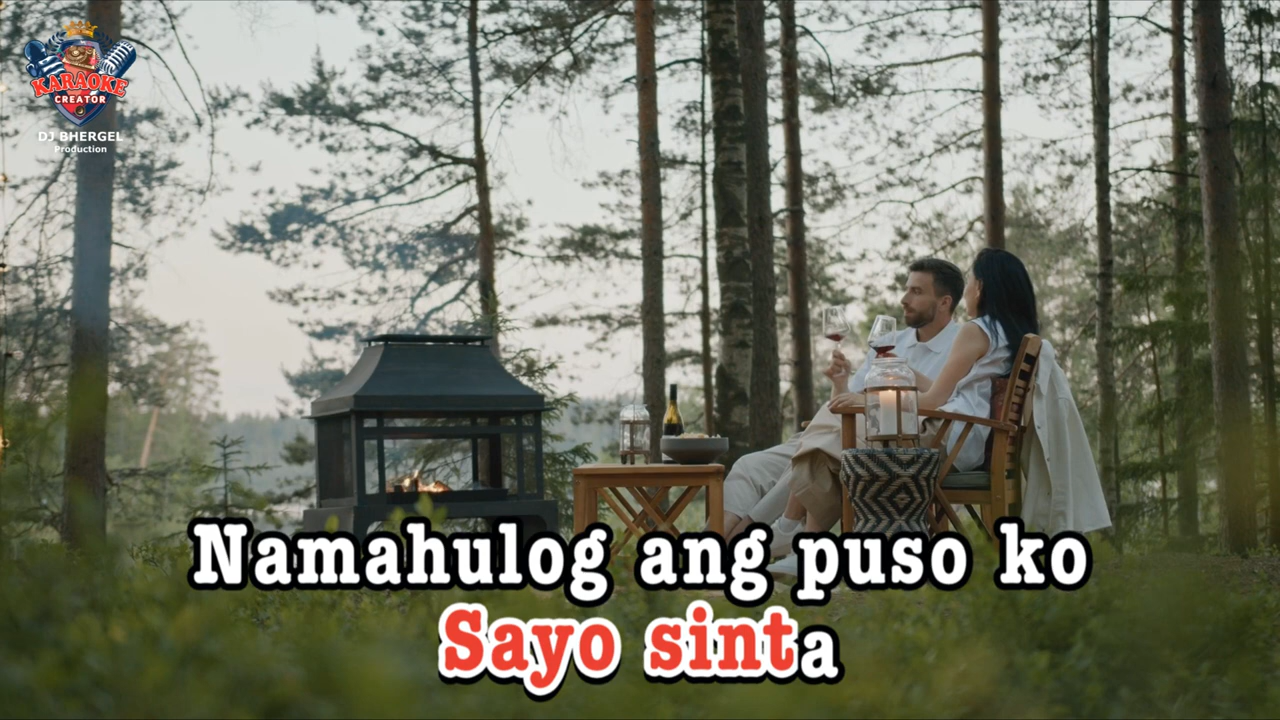 KARAOKE
CREATOR
DJ BHERGEL
Production
Namahulog ang puso ko
Sayo sinta